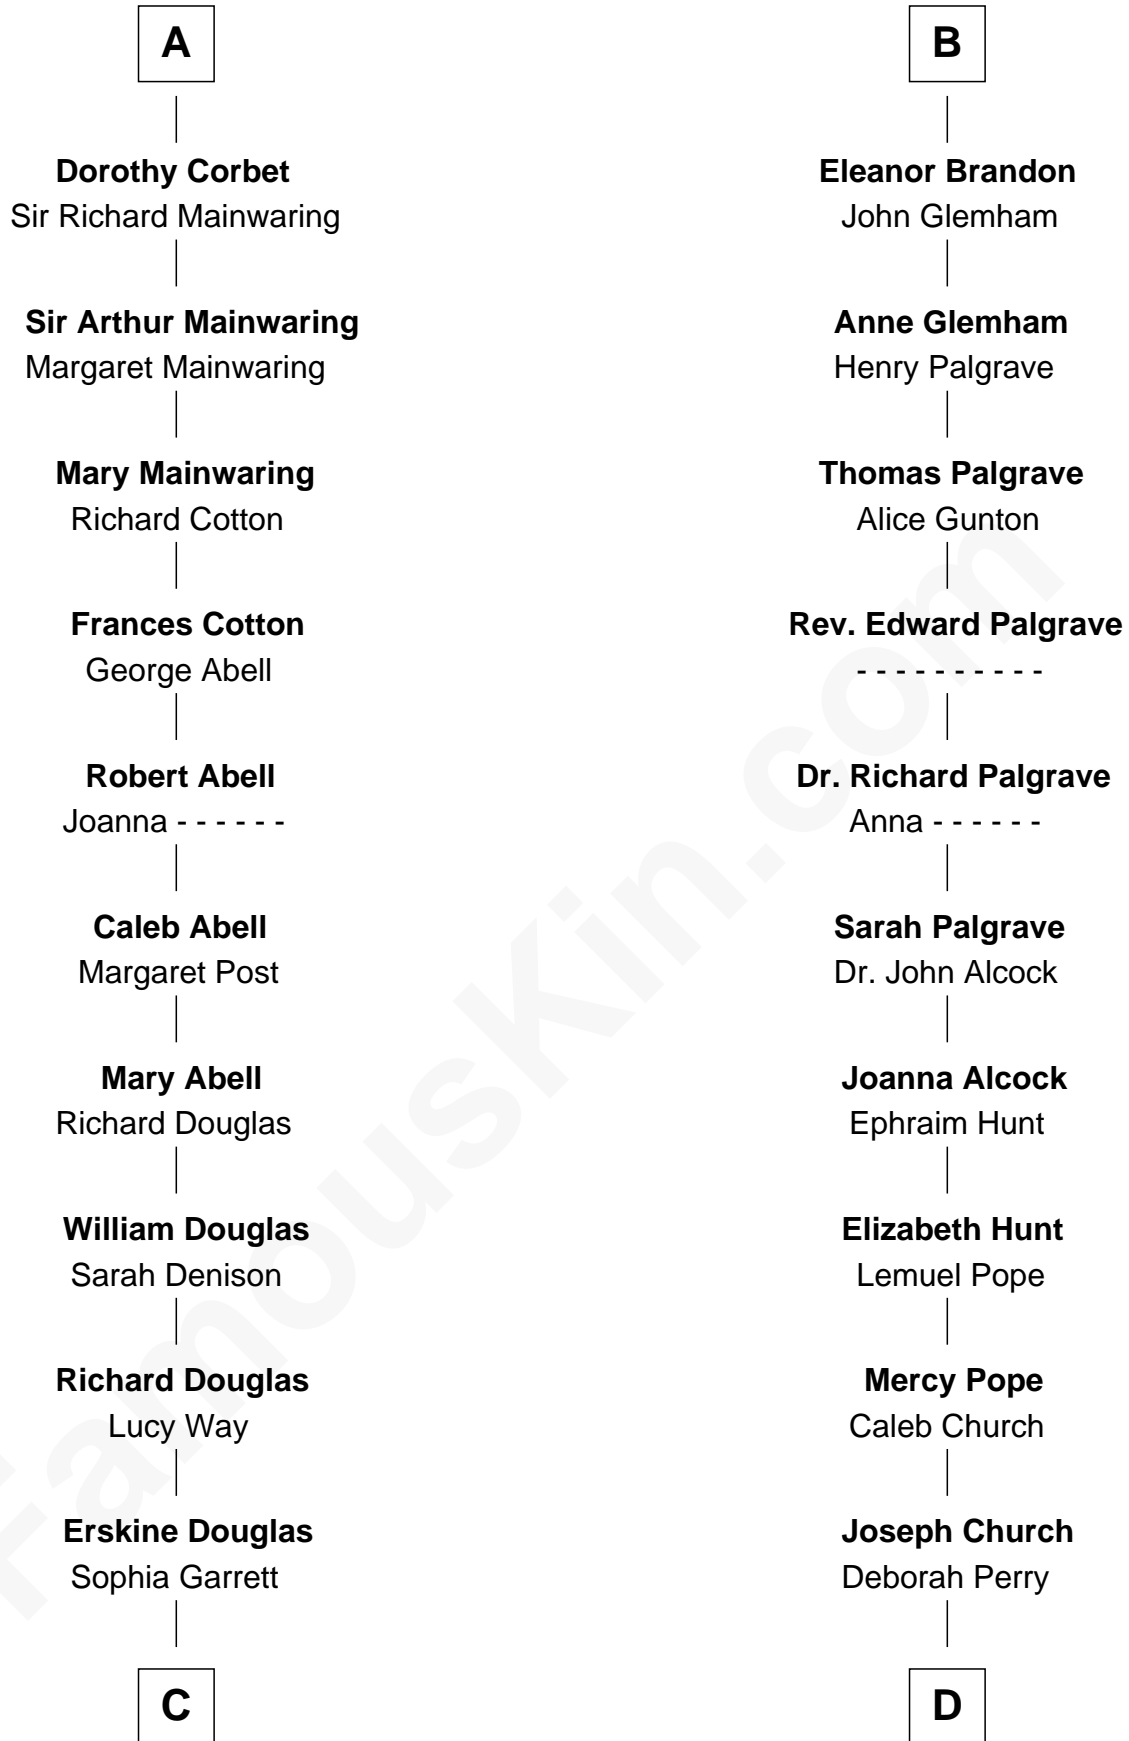 A
Dorothy Corbet
Sir Richard Mainwaring
Sir Arthur Mainwaring
Margaret Mainwaring
Mary Mainwaring
Richard Cotton
Frances Cotton
George Abell
Robert Abell
Joanna - - - - - -
Caleb Abell
Margaret Post
Mary Abell
Richard Douglas
William Douglas
Sarah Denison
Richard Douglas
Lucy Way
Erskine Douglas
Sophia Garrett
C
B
Eleanor Brandon
John Glemham
Anne Glemham
Henry Palgrave
Thomas Palgrave
Alice Gunton
Rev. Edward Palgrave
- - - - - - - - - -
Dr. Richard Palgrave
Anna - - - - - -
Sarah Palgrave
Dr. John Alcock
Joanna Alcock
Ephraim Hunt
Elizabeth Hunt
Lemuel Pope
Mercy Pope
Caleb Church
Joseph Church
Deborah Perry
D
FamousKin.com